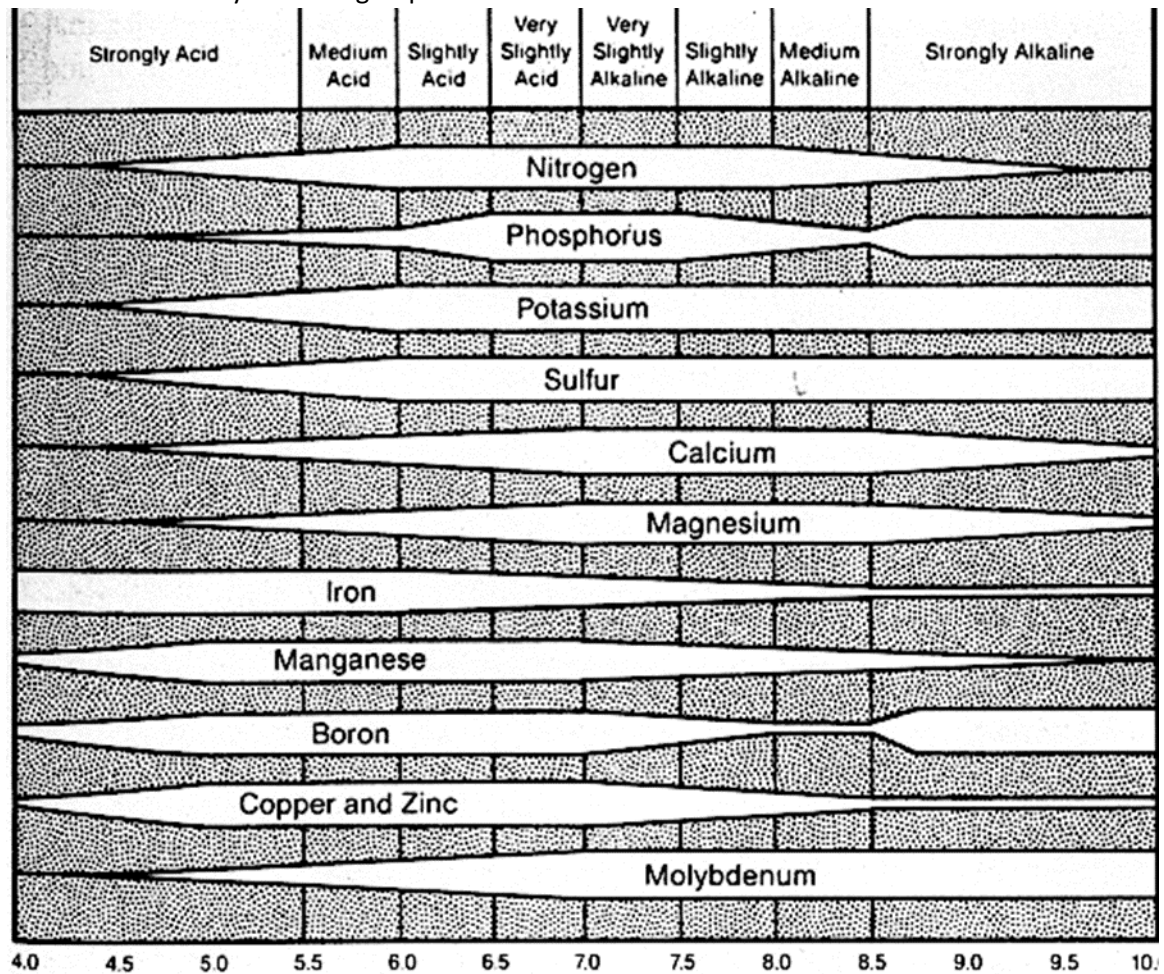 Strongly Acid
Medium
Acid
Slightly
Acid
Very
Slightly
Acid
Very
Slightly
Alkaline
Slightly
Alkaline
Medium
Alkaline
Strongly Alkaline
Nitrogen
Phosphorus
Potassium
Sulfur
Calcium
Magnesium
Iron
Manganese
Boron
Copper and Zinc
Molybdenum
4.0 4.5 5.0 5.5 6.0 6.5 7.0 7.5 8.0 8.5 9.0 9.5 10.